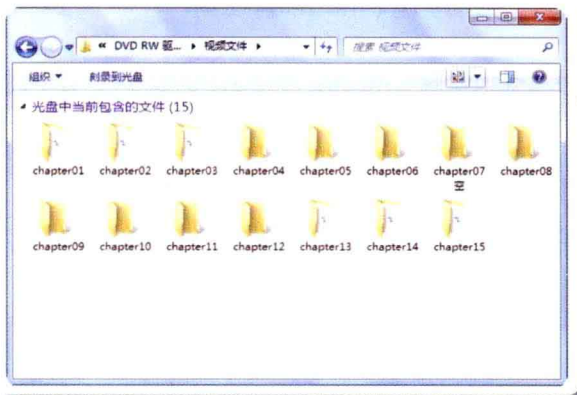 « DVD RW 驱... ▸ 视频文件 ▸ 搜索 视频文件
组织 ▼ 刻录到光盘
光盘中当前包含的文件 (15)
chapter01 chapter02 chapter03 chapter04 chapter05 chapter06 chapter07 chapter08
空
chapter09 chapter10 chapter11 chapter12 chapter13 chapter14 chapter15